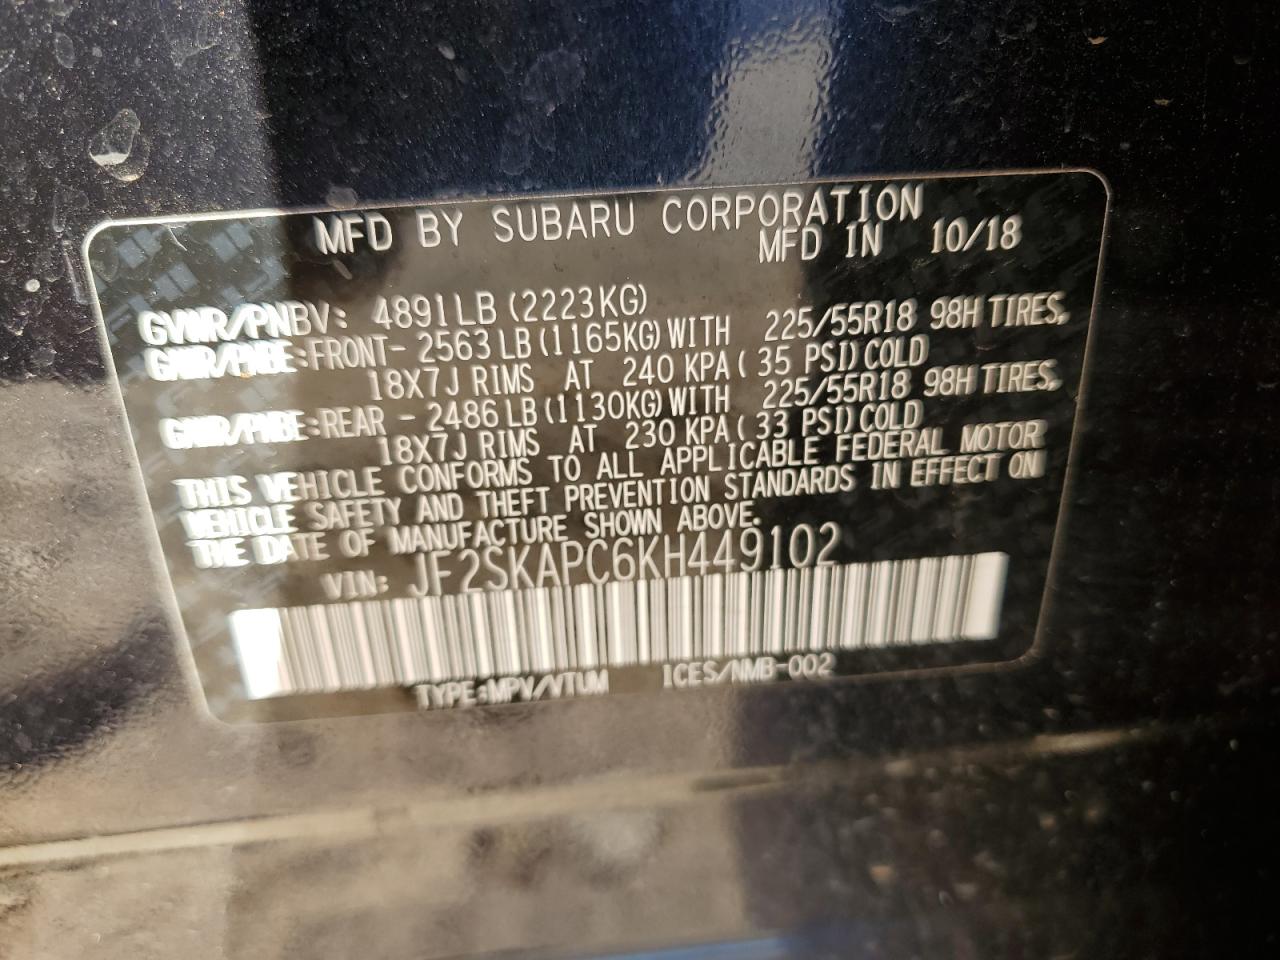 MFD BY SUBARU CORPORATION
MFD IN 10/18
GVWR/PNBV: 4891LB (2223KG)
GAWR/PNBE:FRONT- 2563 LB (1165KG) WITH 225/55R18 98H TIRES,
18X7J RIMS AT 240 KPA ( 35 PSI) COLD
GAWR/PNBE:REAR - 2486 LB (1130KG) WITH 225/55R18 98H TIRES,
18X7J RIMS AT 230 KPA ( 33 PSI) COLD
THIS VEHICLE CONFORMS TO ALL APPLICABLE FEDERAL MOTOR
VEHICLE SAFETY AND THEFT PREVENTION STANDARDS IN EFFECT ON
THE DATE OF MANUFACTURE SHOWN ABOVE.
VIN: JF2SKAPC6KH449102
TYPE:MPV/VTUM ICES/NMB-002